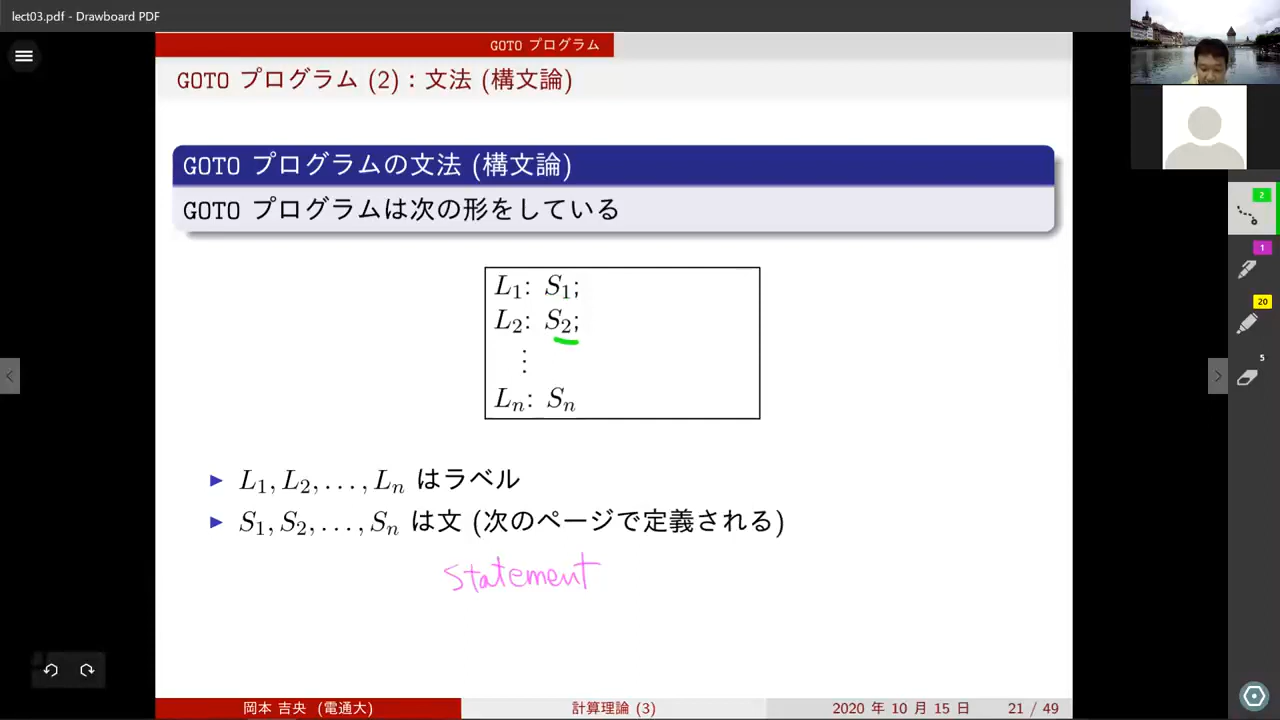 lect03.pdf - Drawboard PDF
GOTO プログラム
GOTO プログラム (2) : 文法 (構文論)
GOTO プログラムの文法 (構文論)
GOTO プログラムは次の形をしている
L1: S1;
L2: S2;
⋮
Ln: Sn
▶ L1, L2, . . . , Ln はラベル
▶ S1, S2, . . . , Sn は文 (次のページで定義される)
statement
岡本 吉央 (電通大) 計算理論 (3) 2020 年 10 月 15 日 21 / 49
2
1
20
5